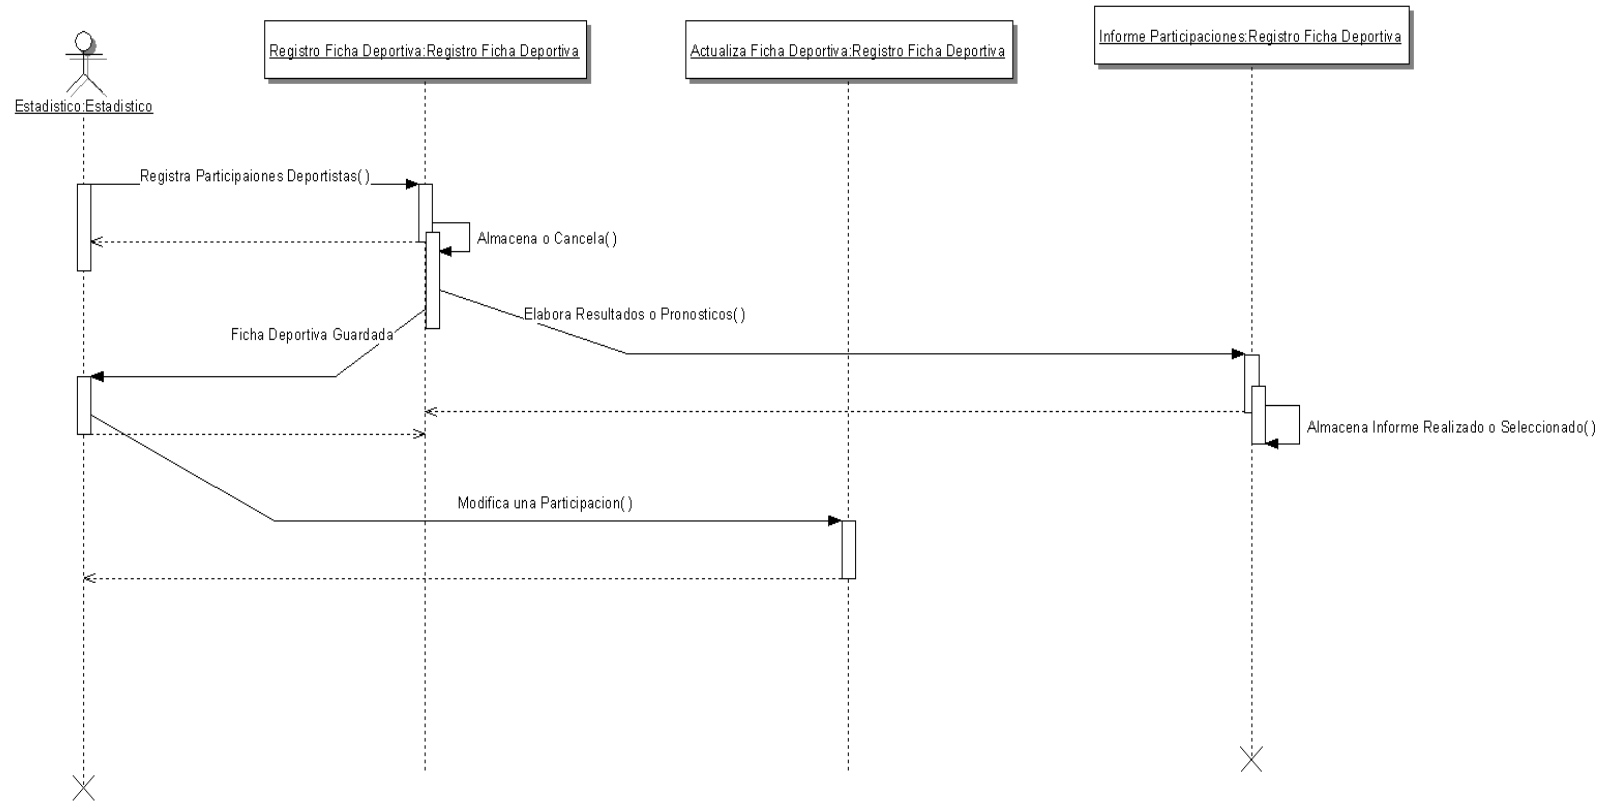 Registro Ficha Deportiva:Registro Ficha Deportiva
Actualiza Ficha Deportiva:Registro Ficha Deportiva
Informe Participaciones:Registro Ficha Deportiva
Estadistico:Estadistico
Registra Participaiones Deportistas()
Almacena o Cancela()
Elabora Resultados o Pronosticos()
Ficha Deportiva Guardada
Almacena Informe Realizado o Seleccionado()
Modifica una Participacion()